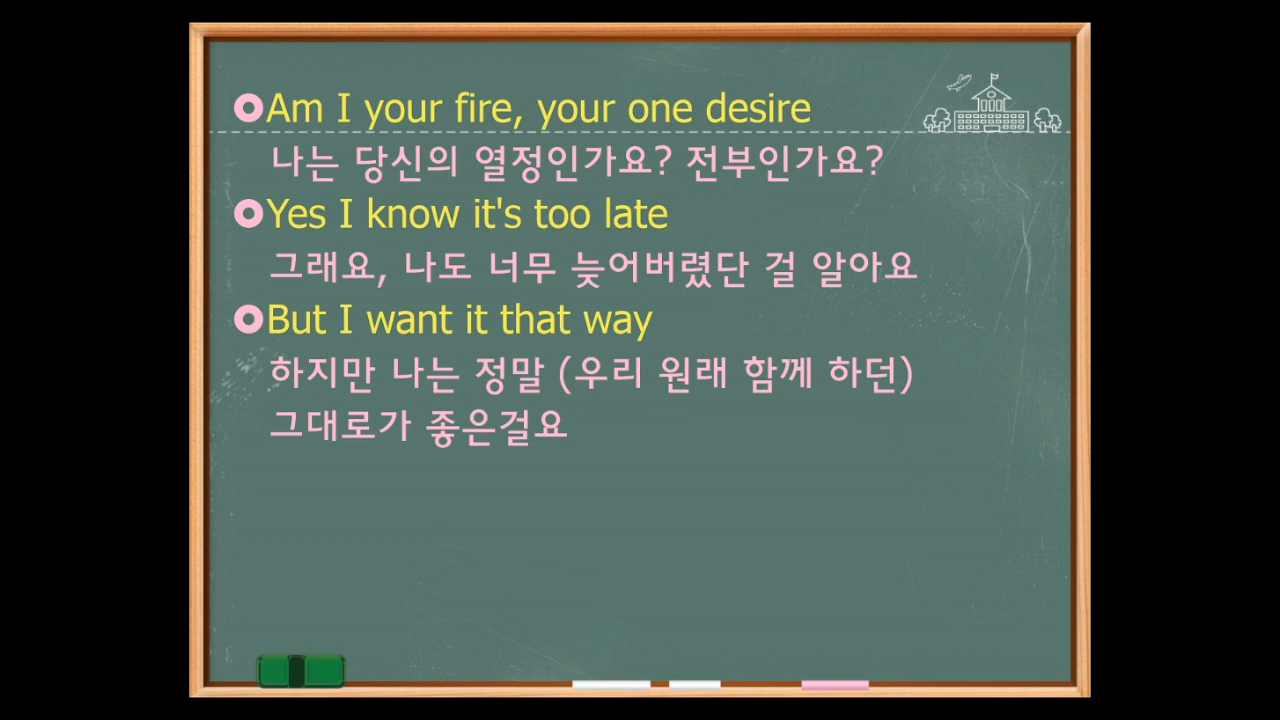 Am I your fire, your one desire
나는 당신의 열정인가요? 전부인가요?
Yes I know it's too late
그래요, 나도 너무 늦어버렸단 걸 알아요
But I want it that way
하지만 나는 정말 (우리 원래 함께 하던)
그대로가 좋은걸요